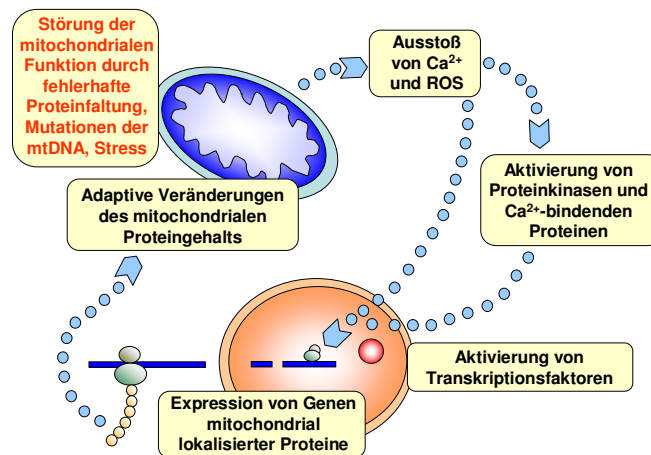 Störung der
mitochondrialen
Funktion durch
fehlerhafte
Proteinfaltung,
Mutationen der
mtDNA, Stress
Ausstoß
von Ca²⁺
und ROS
Aktivierung von
Proteinkinasen und
Ca²⁺-bindenden
Proteinen
Adaptive Veränderungen
des mitochondrialen
Proteingehalts
Aktivierung von
Transkriptionsfaktoren
Expression von Genen
mitochondrial
lokalisierter Proteine